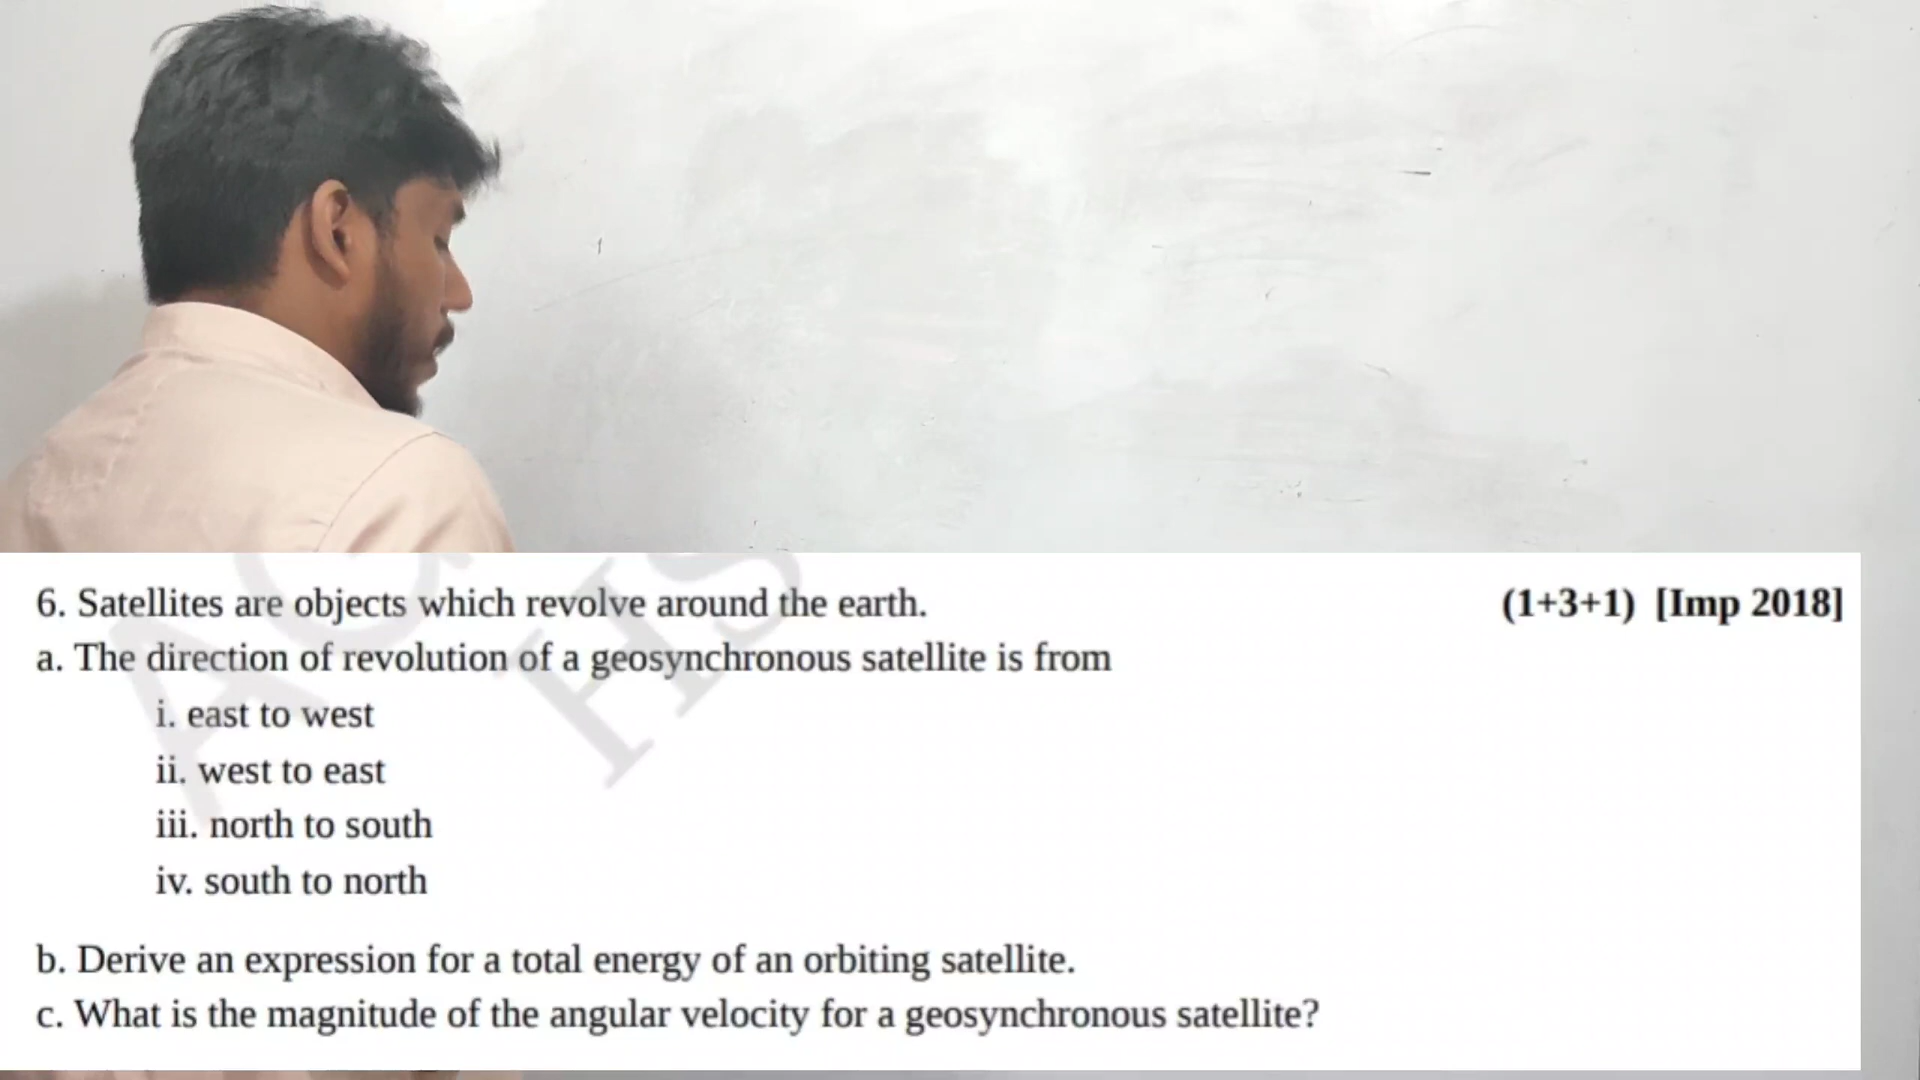 6. Satellites are objects which revolve around the earth. (1+3+1) [Imp 2018]
a. The direction of revolution of a geosynchronous satellite is from
i. east to west
ii. west to east
iii. north to south
iv. south to north
b. Derive an expression for a total energy of an orbiting satellite.
c. What is the magnitude of the angular velocity for a geosynchronous satellite?